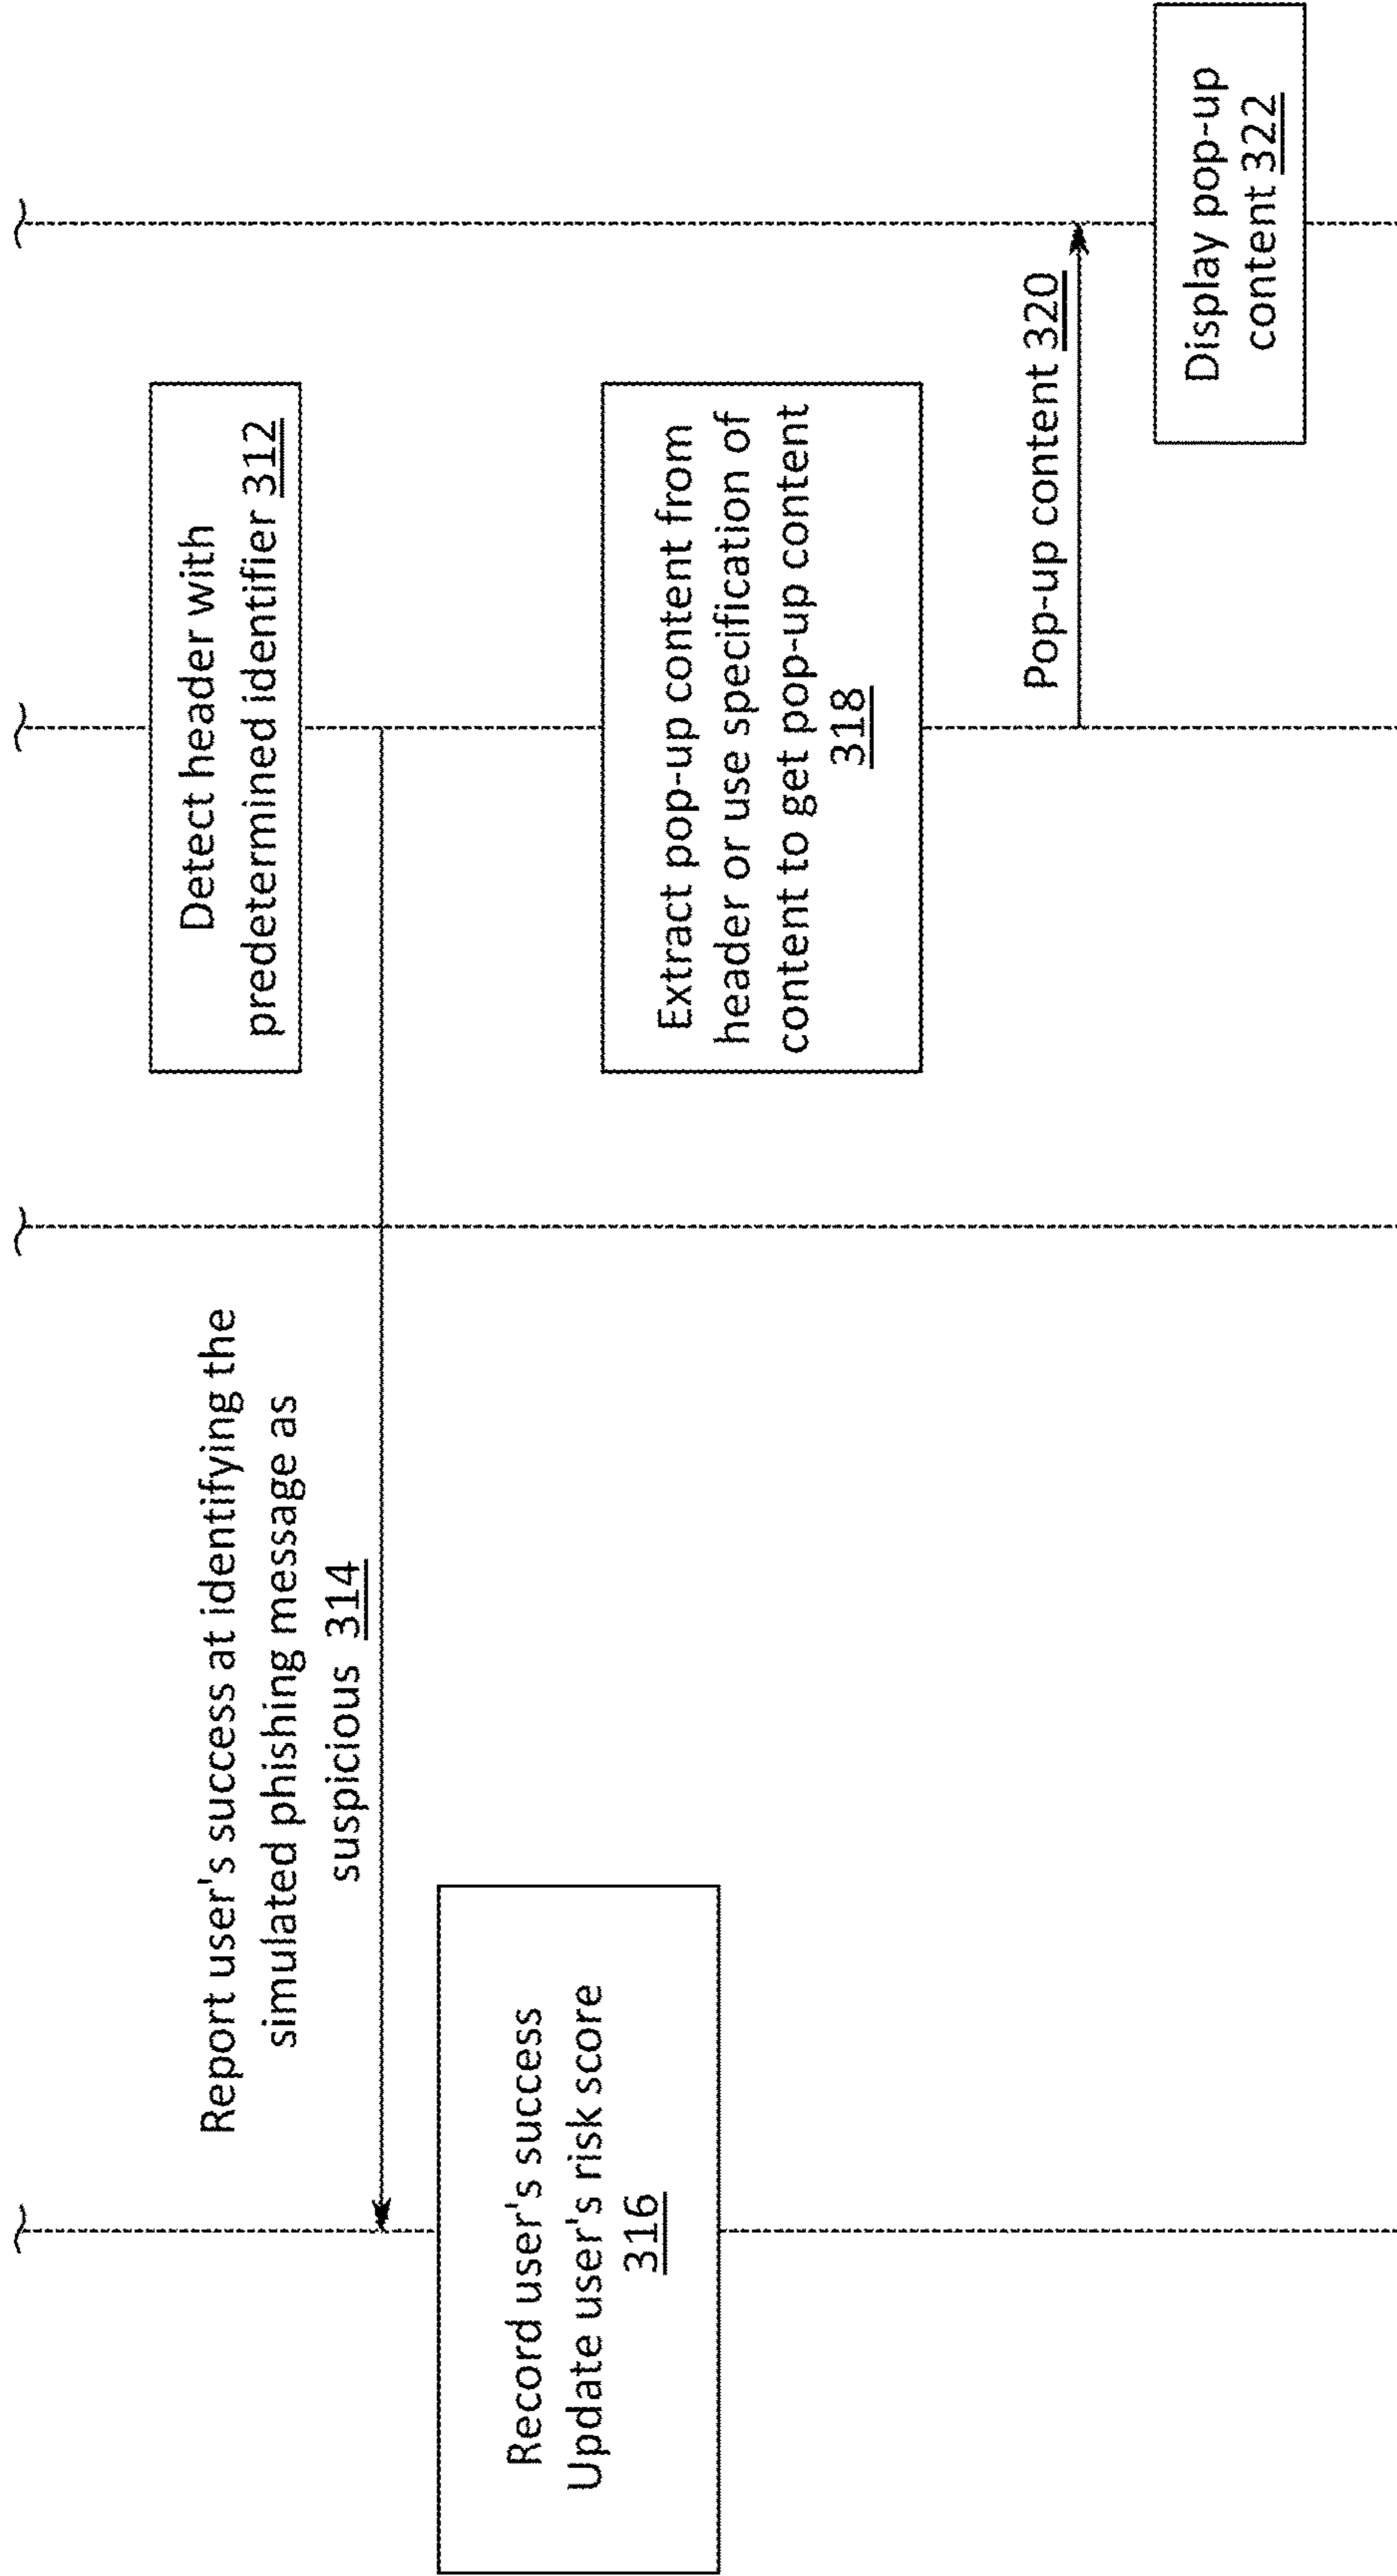 Detect header with
predetermined identifier 312
Report user's success at identifying the
simulated phishing message as
suspicious 314
Record user's success
Update user's risk score
316
Extract pop-up content from
header or use specification of
content to get pop-up content
318
Pop-up content 320
Display pop-up
content 322